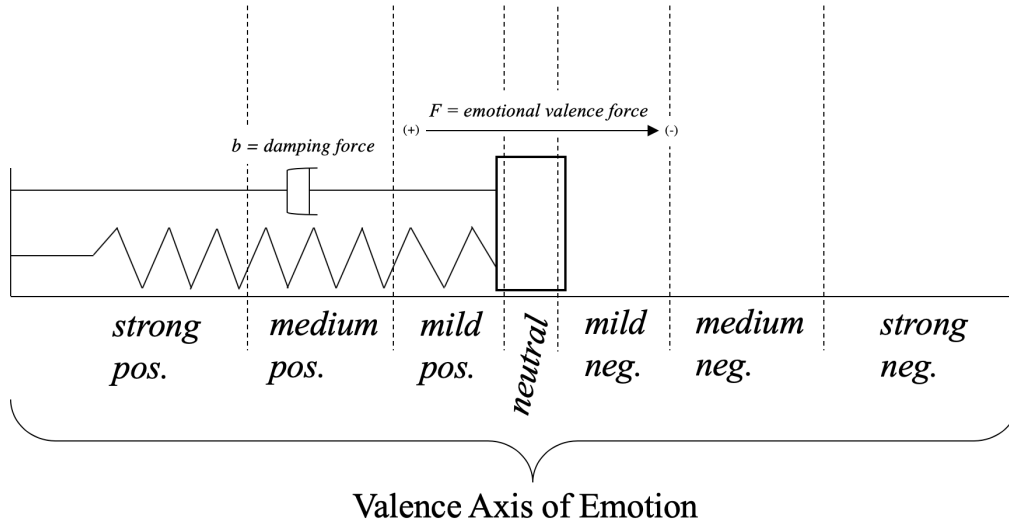 F = emotional valence force
(+)
(-)
b = damping force
strong
pos.
medium
pos.
mild
pos.
neutral
mild
neg.
medium
neg.
strong
neg.
Valence Axis of Emotion